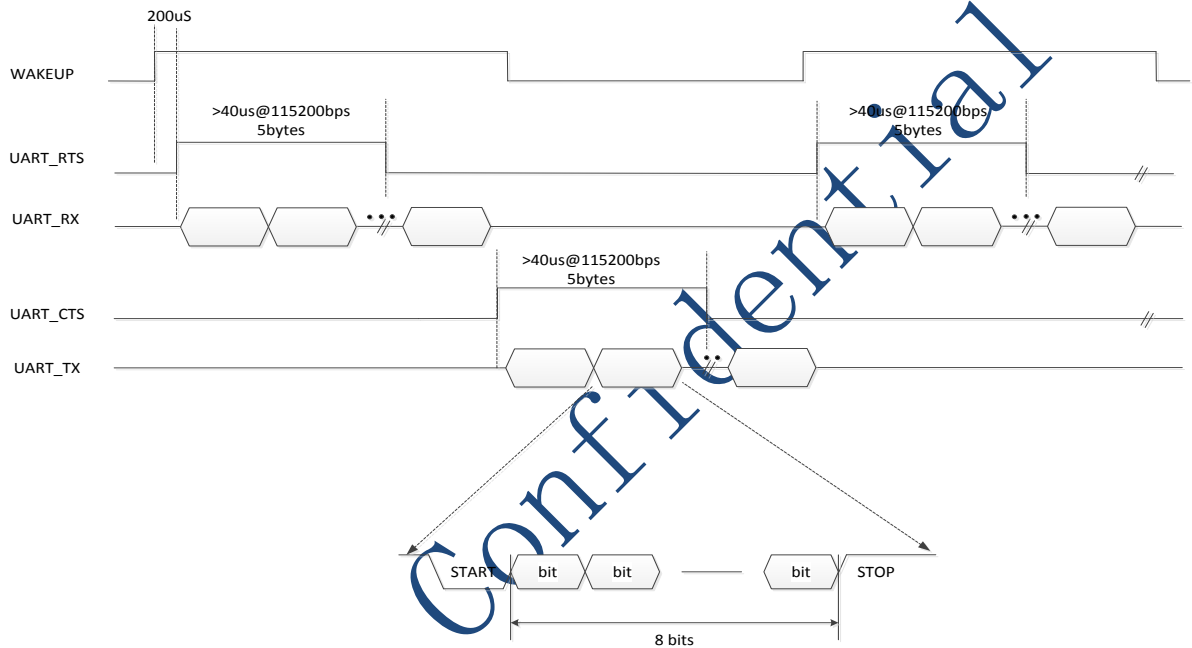 200uS
WAKEUP
>40us@115200bps
5bytes
>40us@115200bps
5bytes
UART_RTS
UART_RX
>40us@115200bps
5bytes
UART_CTS
UART_TX
START
bit
bit
bit
STOP
8 bits
Confidential